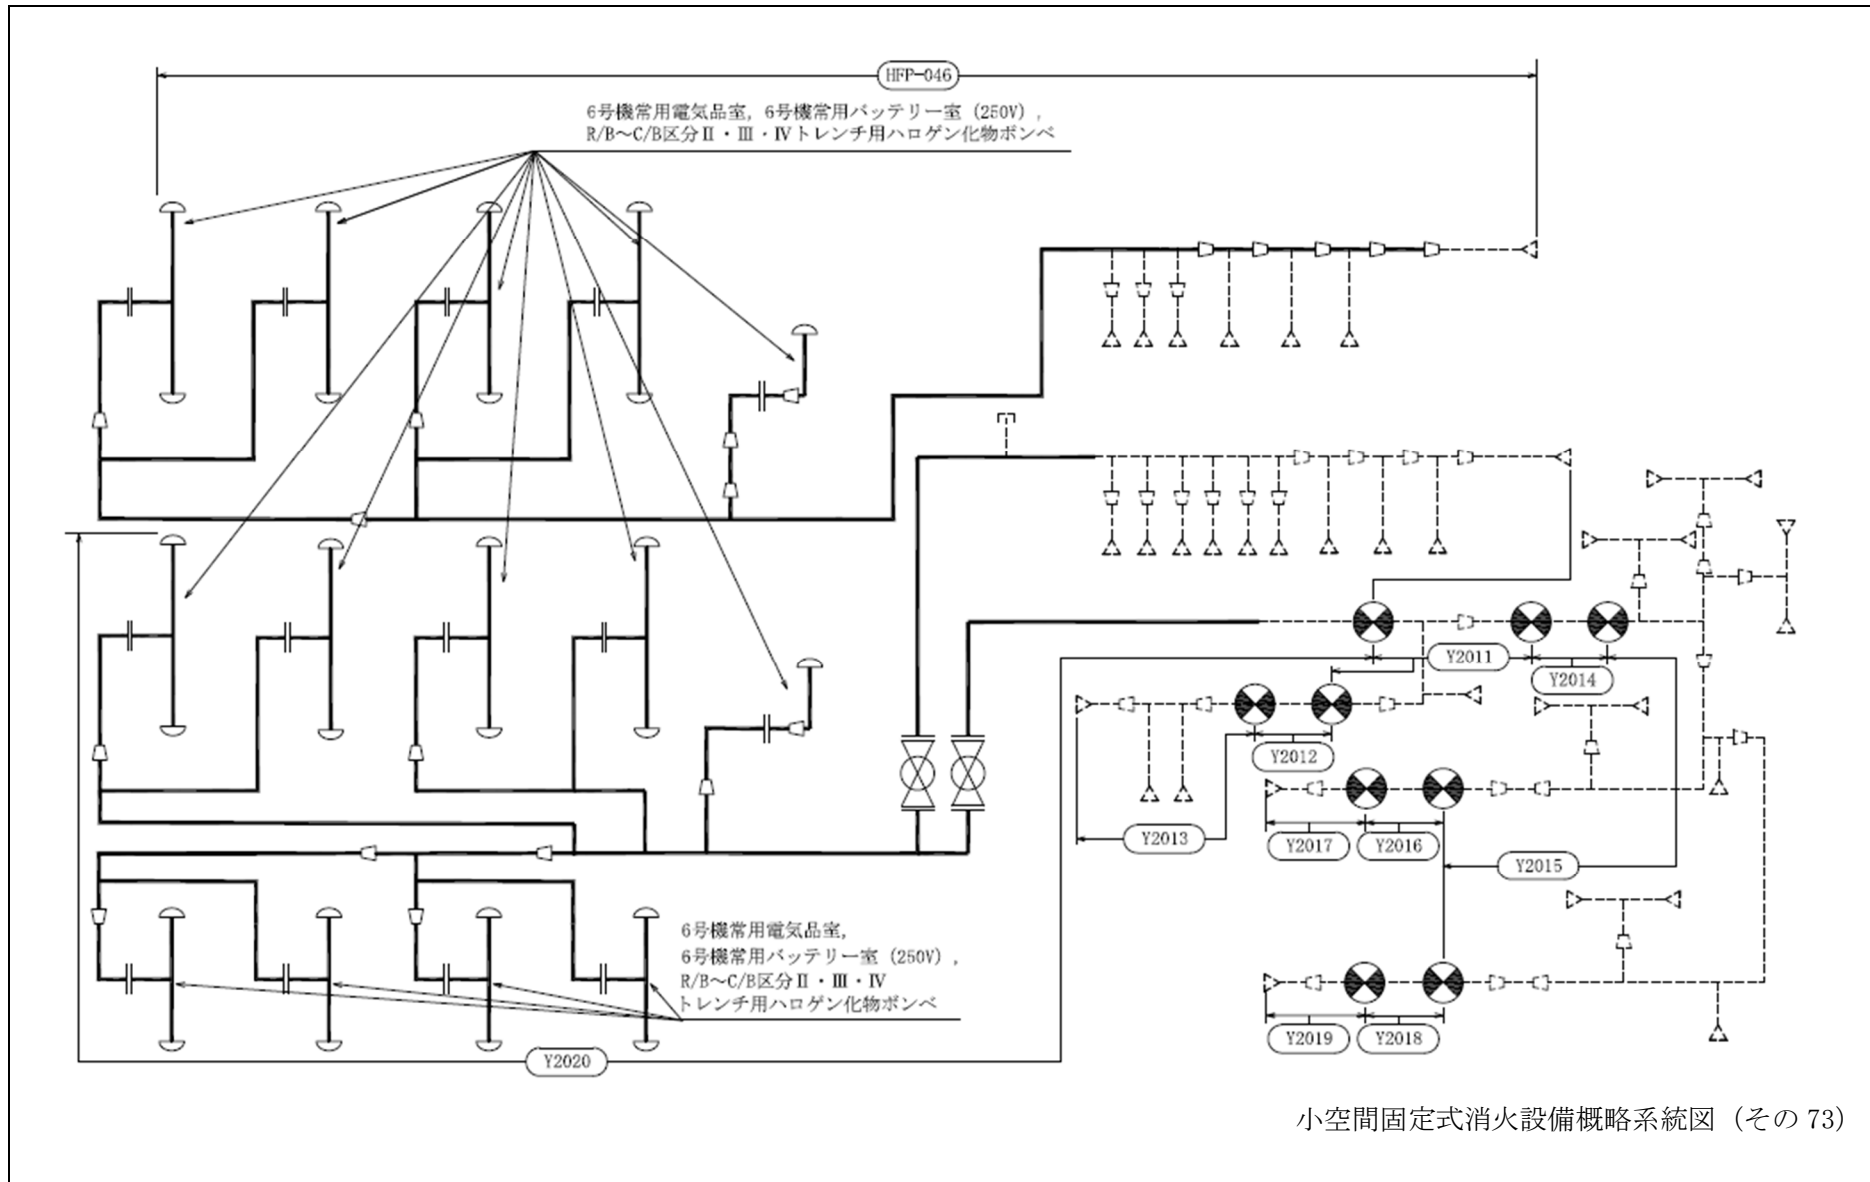 HFP-046
6号機常用電気品室，6号機常用バッテリー室（250V），
R/B～C/B区分Ⅱ・Ⅲ・Ⅳトレンチ用ハロゲン化物ボンベ
Y2011
Y2014
Y2012
Y2013
Y2017
Y2016
Y2015
6号機常用電気品室，
6号機常用バッテリー室（250V），
R/B～C/B区分Ⅱ・Ⅲ・Ⅳ
トレンチ用ハロゲン化物ボンベ
Y2019
Y2018
Y2020
小空間固定式消火設備概略系統図（その 73）